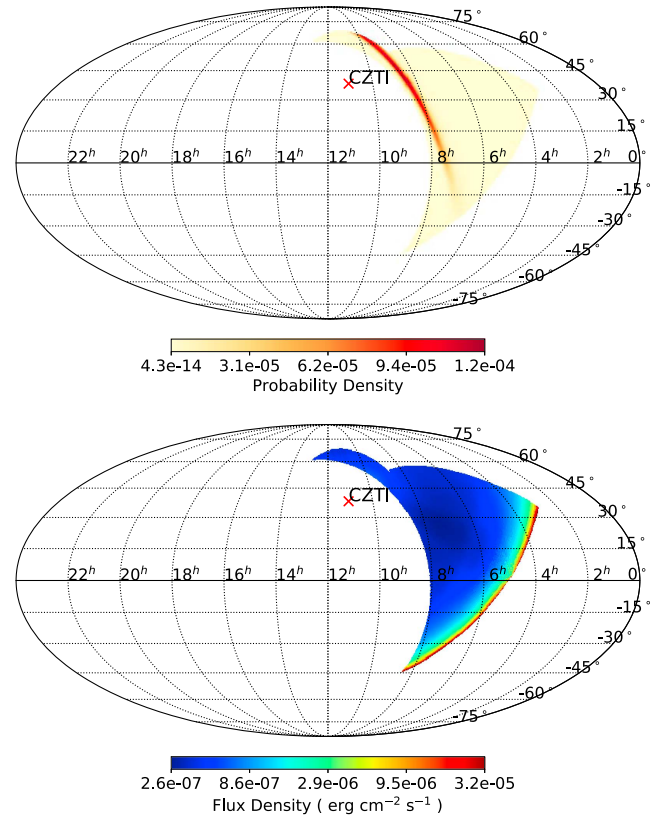 75°
60°
45°
CZTI
30°
15°
22ʰ 20ʰ 18ʰ 16ʰ 14ʰ 12ʰ 10ʰ 8ʰ 6ʰ 4ʰ 2ʰ 0°
-15°
-30°
-45°
-60°
-75°
4.3e-14 3.1e-05 6.2e-05 9.4e-05 1.2e-04
Probability Density
75°
60°
45°
CZTI
30°
15°
22ʰ 20ʰ 18ʰ 16ʰ 14ʰ 12ʰ 10ʰ 8ʰ 6ʰ 4ʰ 2ʰ 0°
-15°
-30°
-45°
-60°
-75°
2.6e-07 8.6e-07 2.9e-06 9.5e-06 3.2e-05
Flux Density ( erg cm⁻² s⁻¹ )